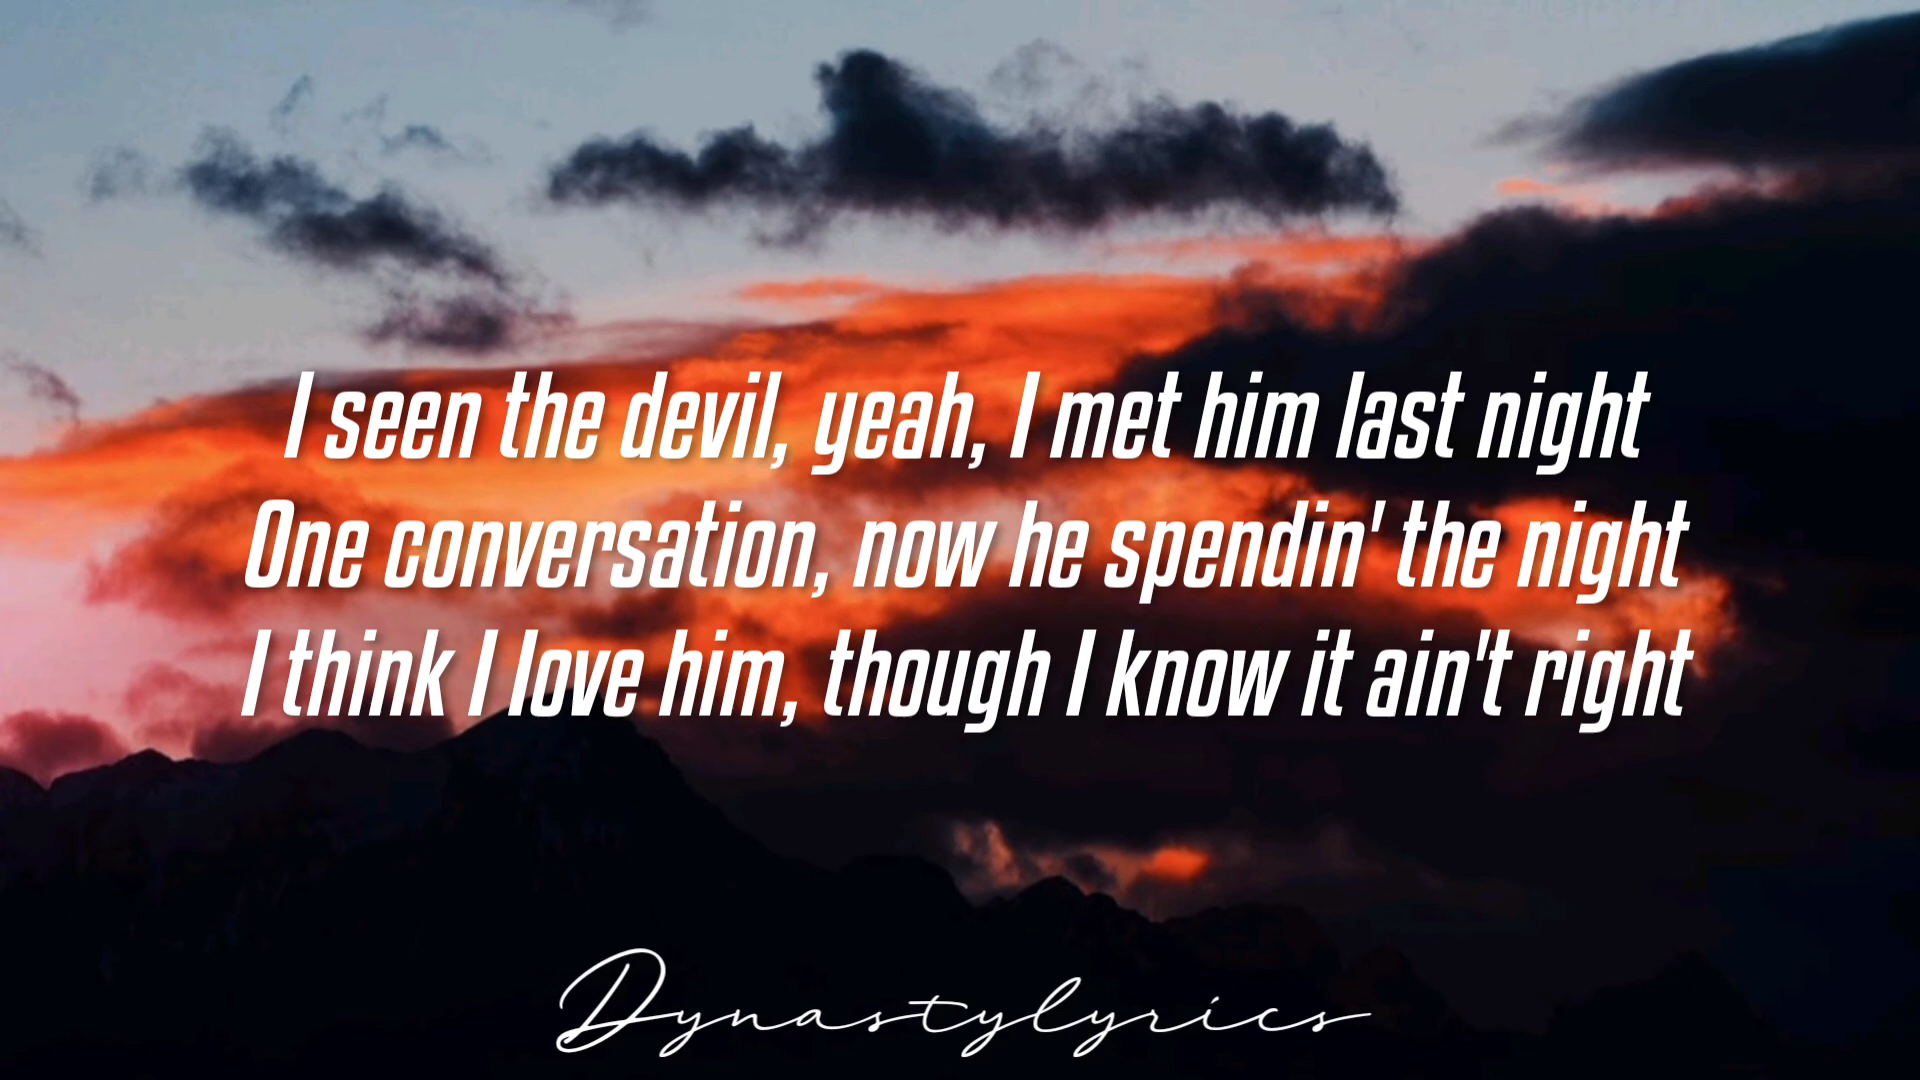 I seen the devil, yeah, I met him last night
One conversation, now he spendin' the night
I think I love him, though I know it ain't right
Dynastylyrics